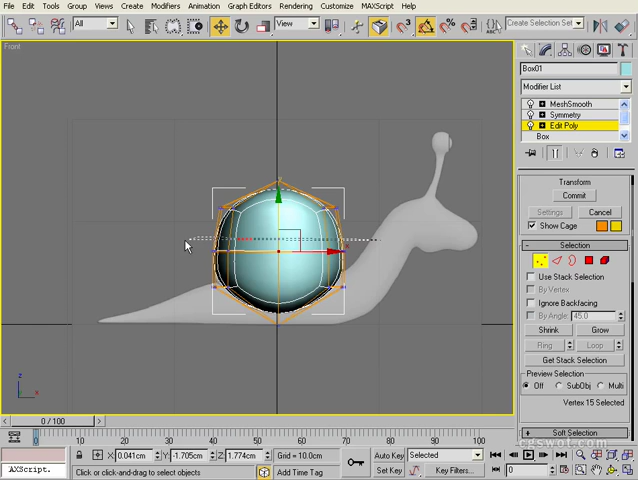 File Edit Tools Group Views Create Modifiers Animation Graph Editors Rendering Customize MAXScript Help
All
View
Create Selection Set
Front
Box01
Modifier List
MeshSmooth
Symmetry
Edit Poly
Box
Transform
Commit
Settings Cancel
Show Cage
Selection
Use Stack Selection
By Vertex
Ignore Backfacing
By Angle: 45.0
Shrink Grow
Ring Loop
Get Stack Selection
Preview Selection
Off SubObj Multi
Vertex 15 Selected
Soft Selection
cgswot.com
z
x
0 / 100
0 10 20 30 40 50 60 70 80 90 100
X: 0.041cm Y: -1.705cm Z: 1.774cm Grid = 10.0cm Auto Key Selected
AXScript. Click or click-and-drag to select objects Add Time Tag Set Key Key Filters... 0